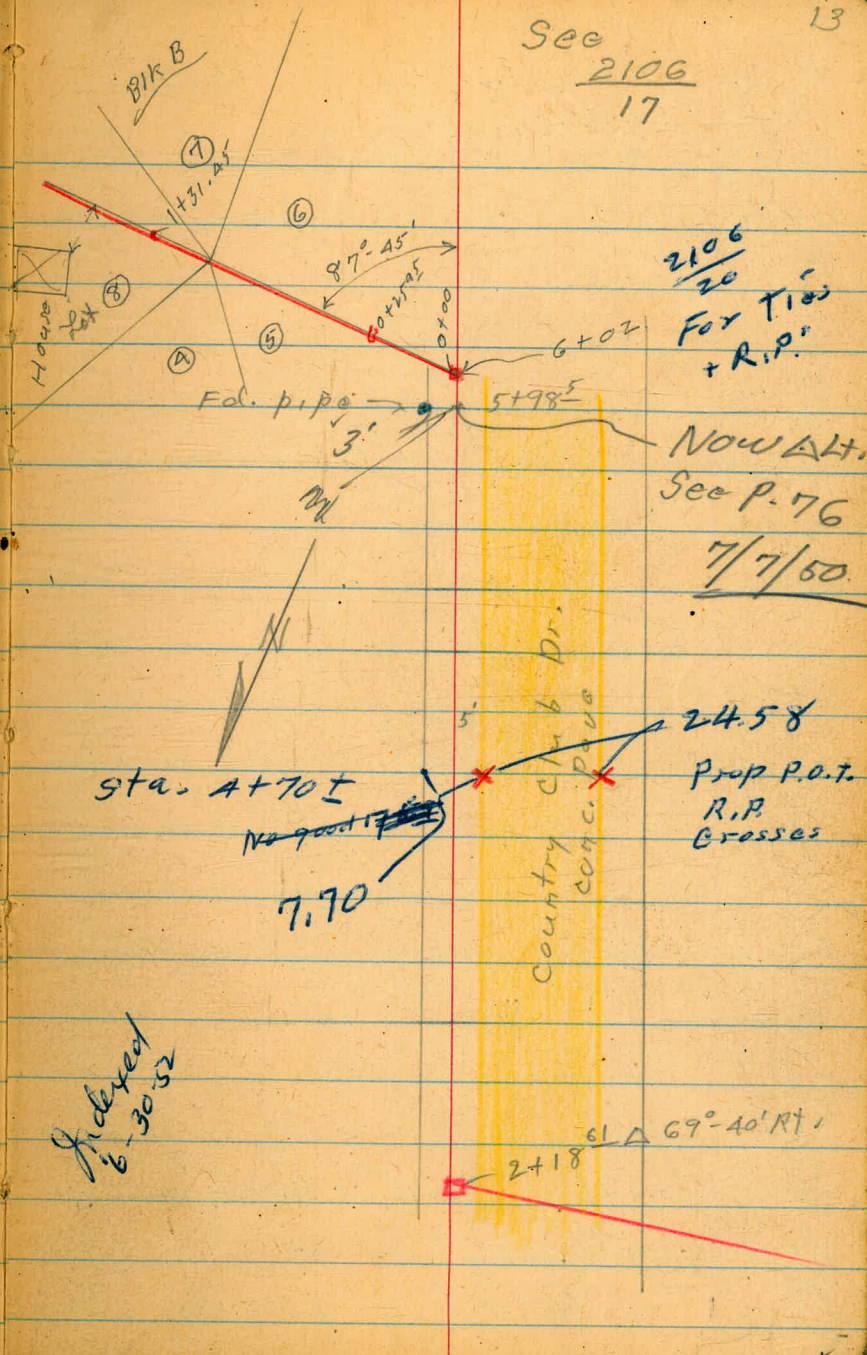 13
See
2106
17
Blk B
7
1+31.45
6
87°-45'
2106
20
For Ties
+ R.P.
House
8
0+25 95
0+00
6+02
5
4
Fd. pipe
5+98 5
3'
Now Δ Lt.
See P. 76
7/7/50
N
Country Club Dr.
conc. pave
5-
24.58
Sta. 4+70 ±
Prop P.O.T.
R.P.
Crosses
No good
7.70
Indexed
6-30-52
2+18 61 Δ 69°-40' Rt.